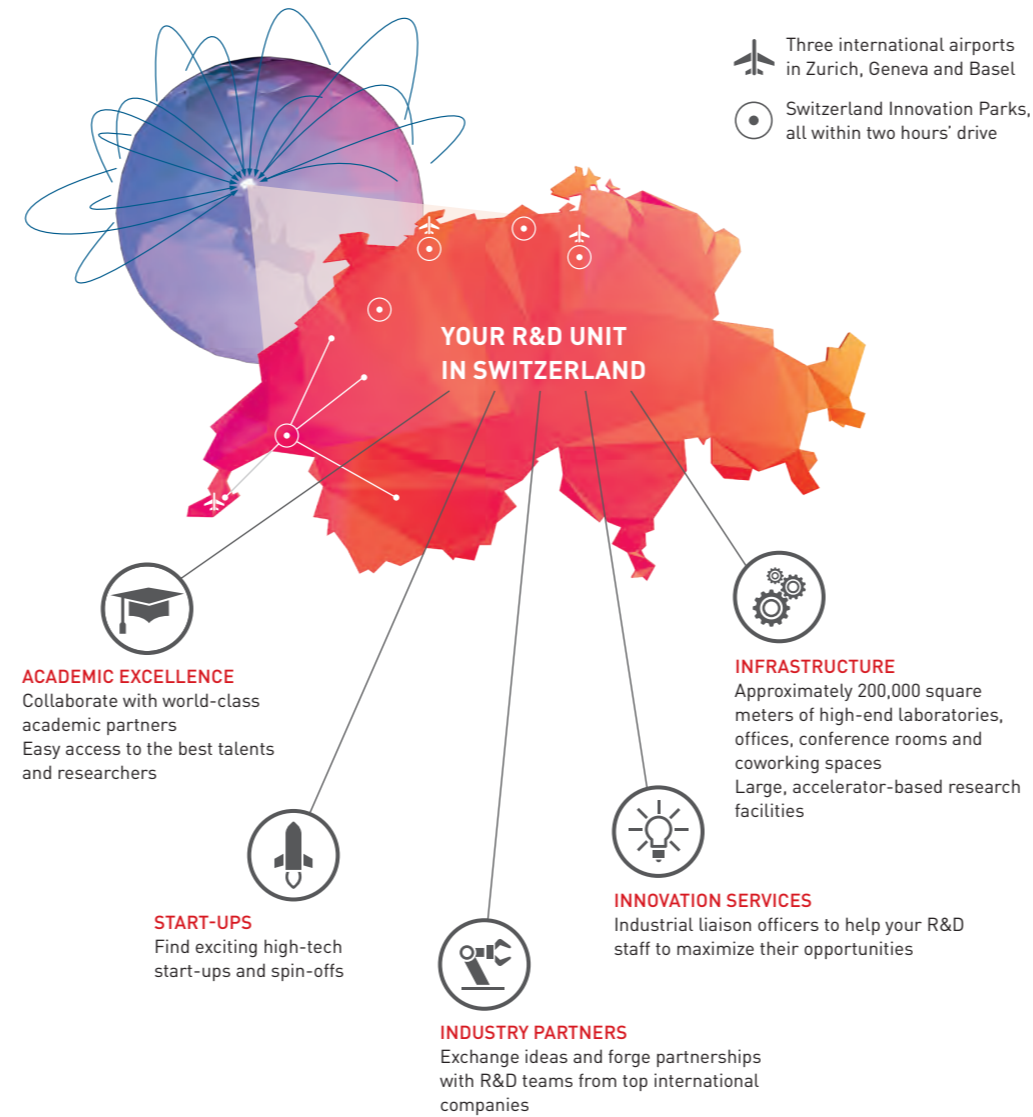 Three international airports
in Zurich, Geneva and Basel
Switzerland Innovation Parks,
all within two hours' drive
YOUR R&D UNIT
IN SWITZERLAND
ACADEMIC EXCELLENCE
Collaborate with world-class
academic partners
Easy access to the best talents
and researchers
START-UPS
Find exciting high-tech
start-ups and spin-offs
INDUSTRY PARTNERS
Exchange ideas and forge partnerships
with R&D teams from top international
companies
INNOVATION SERVICES
Industrial liaison officers to help your R&D
staff to maximize their opportunities
INFRASTRUCTURE
Approximately 200,000 square
meters of high-end laboratories,
offices, conference rooms and
coworking spaces
Large, accelerator-based research
facilities